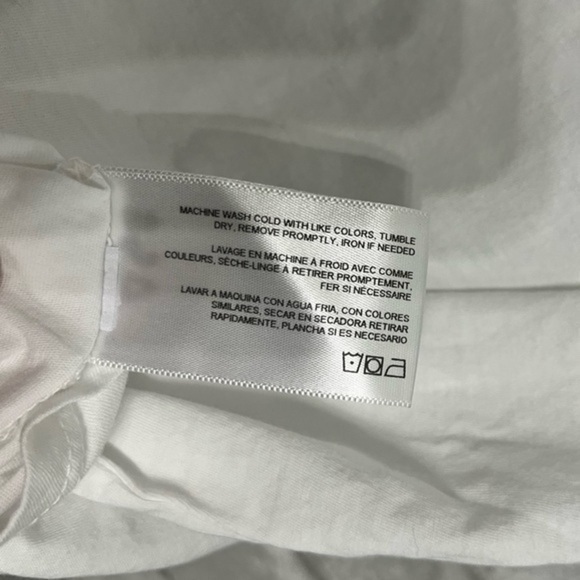 MACHINE WASH COLD WITH LIKE COLORS, TUMBLE
DRY, REMOVE PROMPTLY, IRON IF NEEDED
LAVAGE EN MACHINE À FROID AVEC COMME
COULEURS, SÈCHE-LINGE À RETIRER PROMPTEMENT,
FER SI NÉCESSAIRE
LAVAR A MAQUINA CON AGUA FRIA, CON COLORES
SIMILARES, SECAR EN SECADORA RETIRAR
RAPIDAMENTE, PLANCHA SI ES NECESARIO